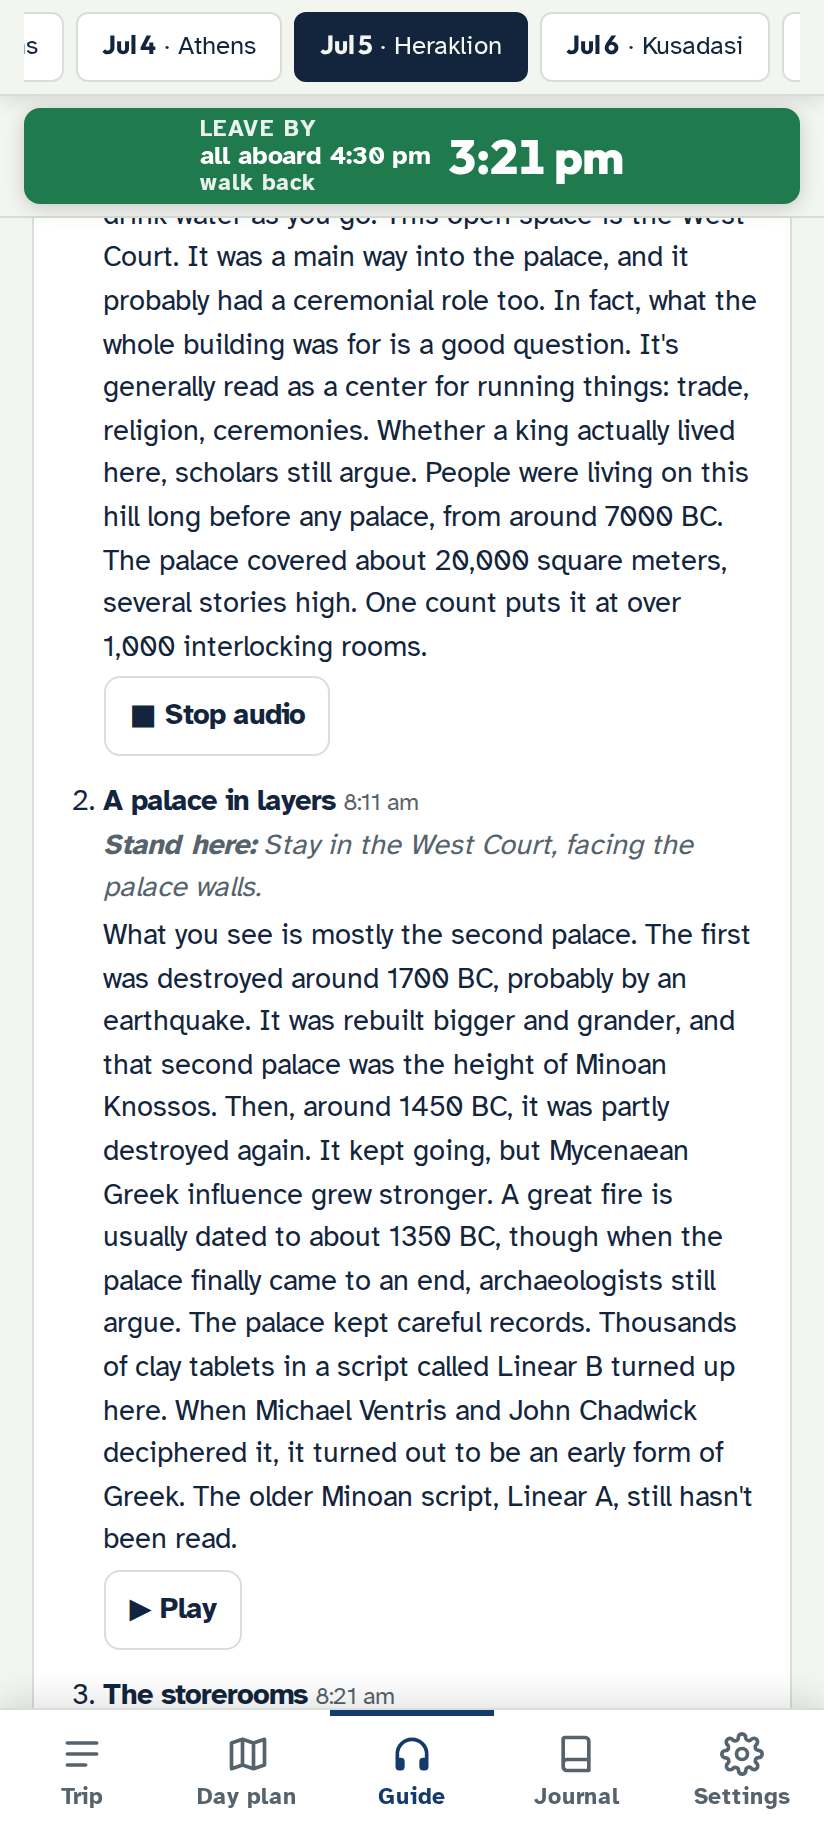 s
Jul 4 · Athens
Jul 5 · Heraklion
Jul 6 · Kusadasi
LEAVE BY
all aboard 4:30 pm
walk back
3:21 pm
drink water as you go. This open space is the West
Court. It was a main way into the palace, and it
probably had a ceremonial role too. In fact, what the
whole building was for is a good question. It's
generally read as a center for running things: trade,
religion, ceremonies. Whether a king actually lived
here, scholars still argue. People were living on this
hill long before any palace, from around 7000 BC.
The palace covered about 20,000 square meters,
several stories high. One count puts it at over
1,000 interlocking rooms.
■ Stop audio
2. A palace in layers 8:11 am
Stand here: Stay in the West Court, facing the
palace walls.
What you see is mostly the second palace. The first
was destroyed around 1700 BC, probably by an
earthquake. It was rebuilt bigger and grander, and
that second palace was the height of Minoan
Knossos. Then, around 1450 BC, it was partly
destroyed again. It kept going, but Mycenaean
Greek influence grew stronger. A great fire is
usually dated to about 1350 BC, though when the
palace finally came to an end, archaeologists still
argue. The palace kept careful records. Thousands
of clay tablets in a script called Linear B turned up
here. When Michael Ventris and John Chadwick
deciphered it, it turned out to be an early form of
Greek. The older Minoan script, Linear A, still hasn't
been read.
▶ Play
3. The storerooms 8:21 am
Trip
Day plan
Guide
Journal
Settings